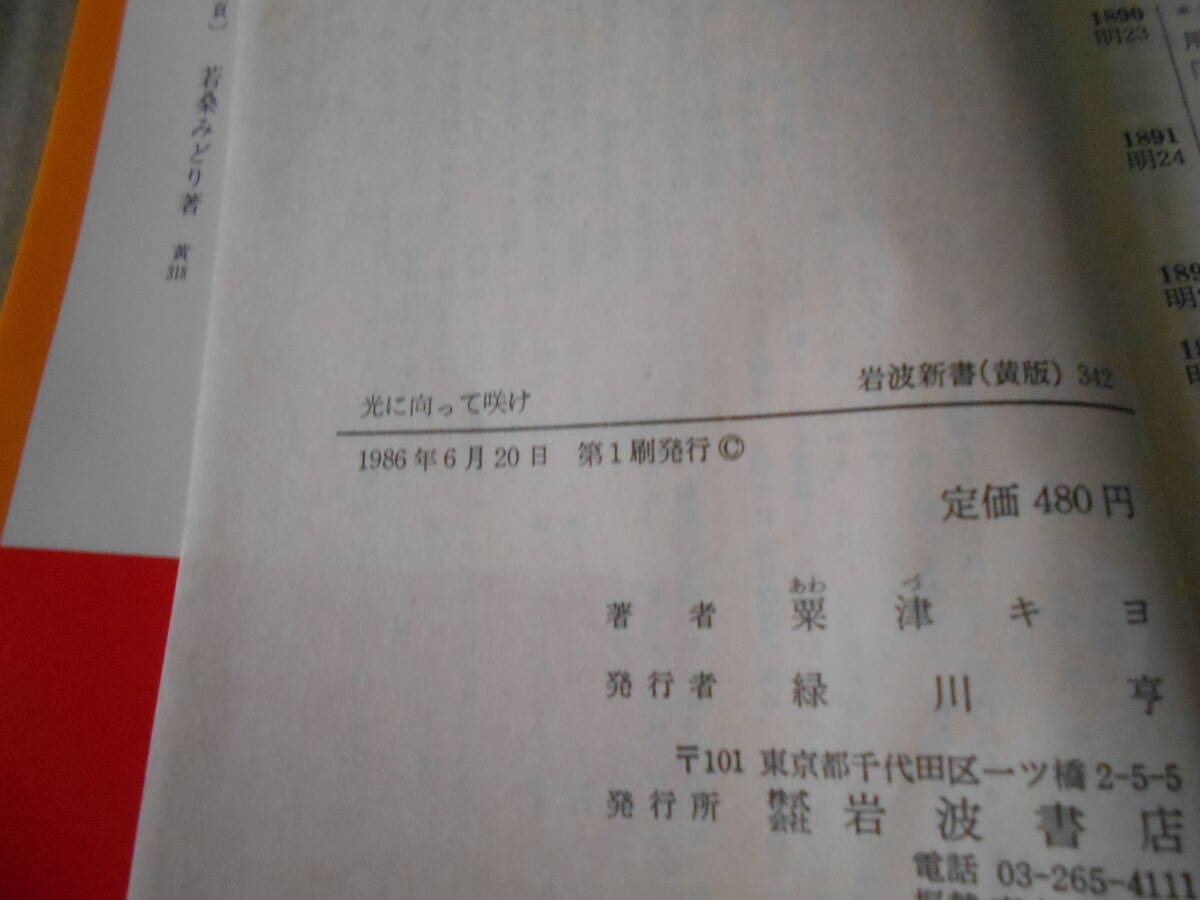 若桑みどり著
黄
318
1890
明23
1891
明24
光に向って咲け
岩波新書(黄版) 342
1986年6月20日 第1刷発行©
定価 480円
あわ づ
著者 粟津キヨ
発行者 緑川亨
〒101 東京都千代田区一ツ橋2-5-5
発行所 株式会社 岩波書店
電話 03-265-4111